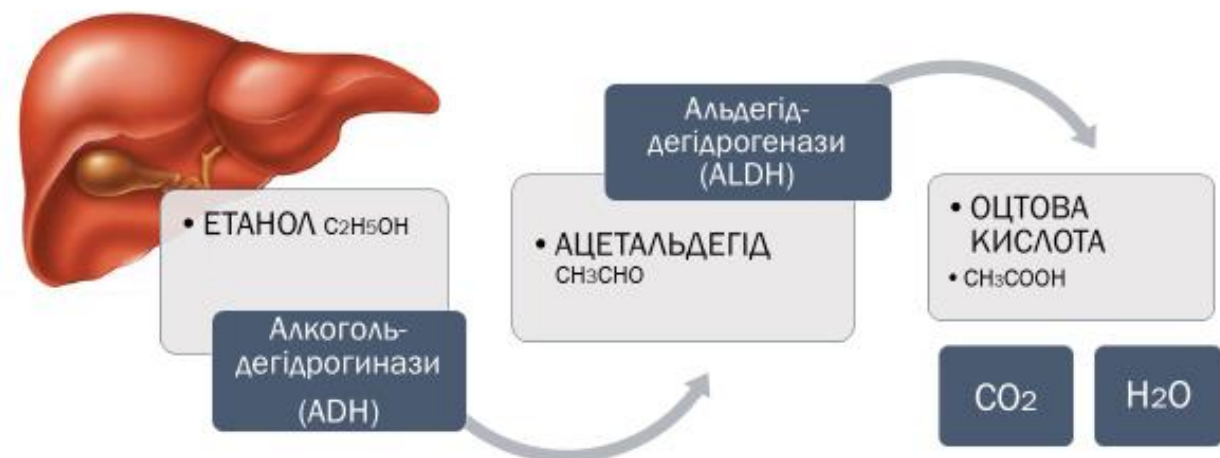 • ЕТАНОЛ C2H5OH
Алкоголь-
дегідрогинази
(ADH)
• АЦЕТАЛЬДЕГІД
CH3CHO
Альдегід-
дегідрогенази
(ALDH)
• ОЦТОВА
КИСЛОТА
• CH3COOH
CO2
H2O